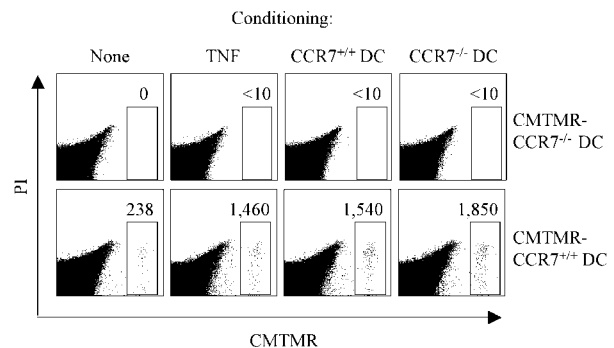 Conditioning:
None TNF CCR7+/+ DC CCR7-/- DC
0 <10 <10 <10
CMTMR-
CCR7-/- DC
PI
238 1,460 1,540 1,850
CMTMR-
CCR7+/+ DC
CMTMR